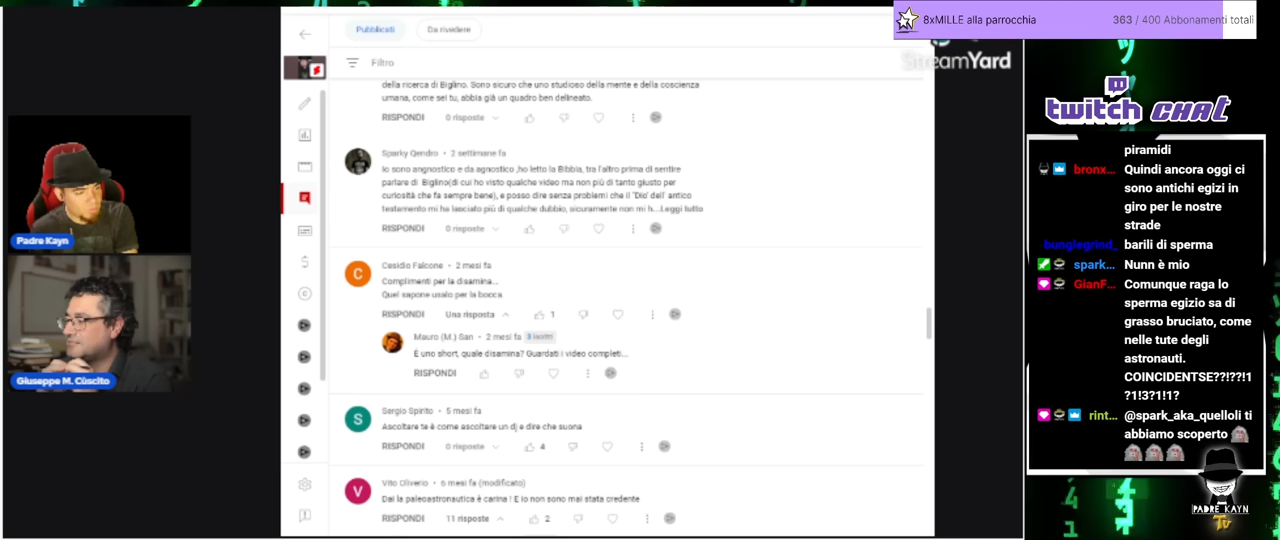 8xMILLE alla parrocchia
363 / 400 Abbonamenti totali
StreamYard
Pubblicati
Da rivedere
Filtro
della ricerca di Biglino. Sono sicuro che uno studioso della mente e della coscienza
umana, come sei tu, abbia già un quadro ben delineato.
RISPONDI 0 risposte
Sparky Qendro • 2 settimane fa
Io sono angnostico e da agnostico ,ho letto la Bibbia, tra l'altro prima di sentire
parlare di Biglino(di cui ho visto qualche video ma non più di tanto giusto per
curiosità che fa sempre bene), e posso dire senza problemi che il "Dio' dell' antico
testamento mi ha lasciato più di qualche dubbio, sicuramente non mi h...Leggi tutto
RISPONDI 0 risposte
C
Cesidio Falcone • 2 mesi fa
Complimenti per la disamina...
Quel sapone usalo per la bocca
RISPONDI Una risposta 1
Mauro (M.) San • 2 mesi fa 3 iscritti
È uno short, quale disamina? Guardati i video completi...
RISPONDI
S
Sergio Spirito • 5 mesi fa
Ascoltare te è come ascoltare un dj e dire che suona
RISPONDI 0 risposte 4
V
Vito Oliverio • 6 mesi fa (modificato)
Dai la paleoastronautica è carina ! E io non sono mai stata credente
RISPONDI 11 risposte 2
Padre Kayn
Giuseppe M. Cùscito
twitch CHAT
piramidi
bronx... Quindi ancora oggi ci
sono antichi egizi in
giro per le nostre
strade
bunglegrind_ barili di sperma
spark... Nunn è mio
GianF... Comunque raga lo
sperma egizio sa di
grasso bruciato, come
nelle tute degli
astronauti.
COINCIDENTSE??!??!1
?1!3?1!1?
rint... @spark_aka_quelloli ti
abbiamo scoperto
PADRE KAYN
TV